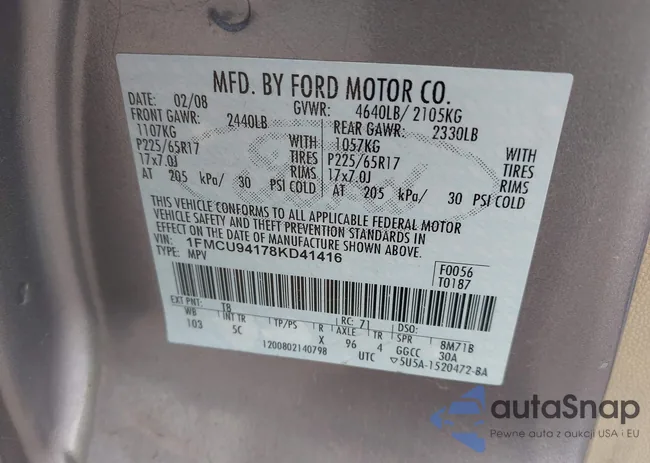 MFD. BY FORD MOTOR CO.
DATE: 02/08 GVWR: 4640LB/ 2105KG
FRONT GAWR: 2440LB REAR GAWR: 2330LB
1107KG WITH 1057KG WITH
P225/65R17 TIRES P225/65R17 TIRES
17x7.0J RIMS 17x7.0J RIMS
AT 205 kPa/ 30 PSI COLD AT 205 kPa/ 30 PSI COLD
THIS VEHICLE CONFORMS TO ALL APPLICABLE FEDERAL MOTOR
VEHICLE SAFETY AND THEFT PREVENTION STANDARDS IN
EFFECT ON THE DATE OF MANUFACTURE SHOWN ABOVE.
VIN: 1FMCU94178KD41416
TYPE: MPV
F0056
T0187
EXT PNT: T8 RC: 71 DSO:
WB INT TR TP/PS R AXLE TR SPR 8M71B
103 5C X 96 4 GGCC 30A
1200802140798 UTC ▽5U5A-1520472-BA
autaSnap
Pewne auta z aukcji USA i EU